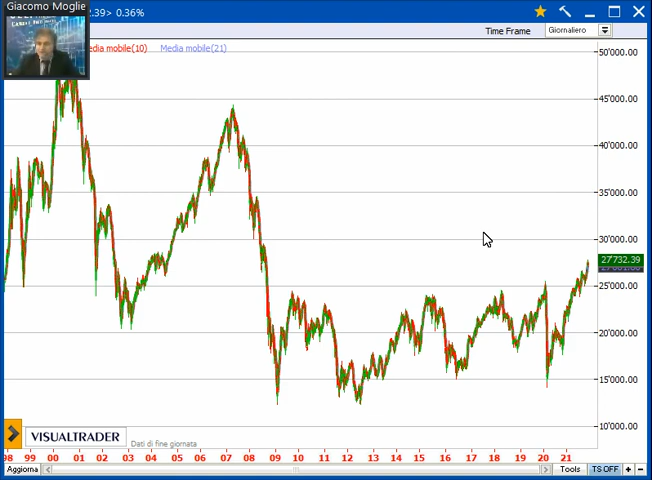 Giacomo Moglie
2.39> 0.36%
Time Frame
Giornaliero
edia mobile(10)
Media mobile(21)
50'000.00
45'000.00
40'000.00
35'000.00
30'000.00
27732.39
25'000.00
20'000.00
15'000.00
10'000.00
VISUALTRADER
Dati di fine giornata
98 99 00 01 02 03 04 05 06 07 08 09 10 11 12 13 14 15 16 17 18 19 20 21
Aggiorna
Tools
TS OFF
+
-